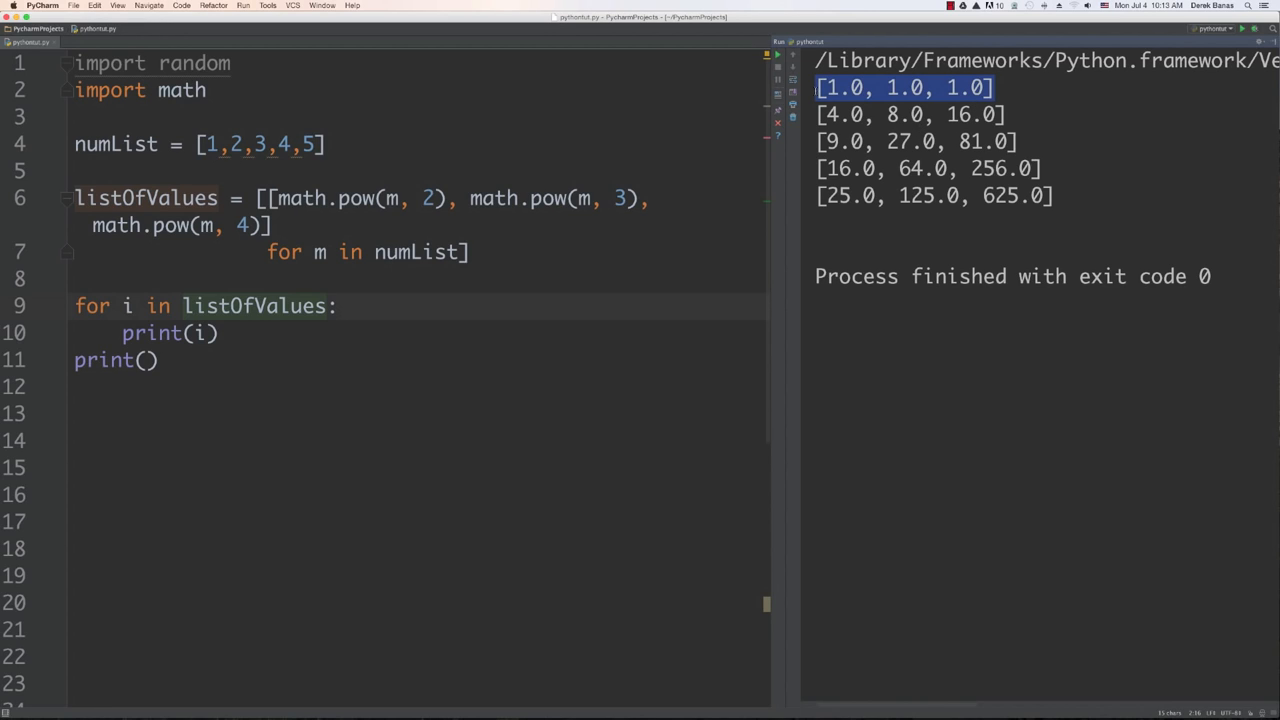 PyCharm File Edit View Navigate Code Refactor Run Tools VCS Window Help
10 Mon Jul 4 10:13 AM Derek Banas
pythontut.py - PycharmProjects - [~/PycharmProjects]
PycharmProjects pythontut.py
pythontut
pythontut.py
Run pythontut
1 import random
2 import math
3
4 numList = [1,2,3,4,5]
5
6 listOfValues = [[math.pow(m, 2), math.pow(m, 3),
math.pow(m, 4)]
7 for m in numList]
8
9 for i in listOfValues:
10 print(i)
11 print()
12
13
14
15
16
17
18
19
20
21
22
23
/Library/Frameworks/Python.framework/Ve
[1.0, 1.0, 1.0]
[4.0, 8.0, 16.0]
[9.0, 27.0, 81.0]
[16.0, 64.0, 256.0]
[25.0, 125.0, 625.0]
Process finished with exit code 0
15 chars 2:16 LF UTF-8